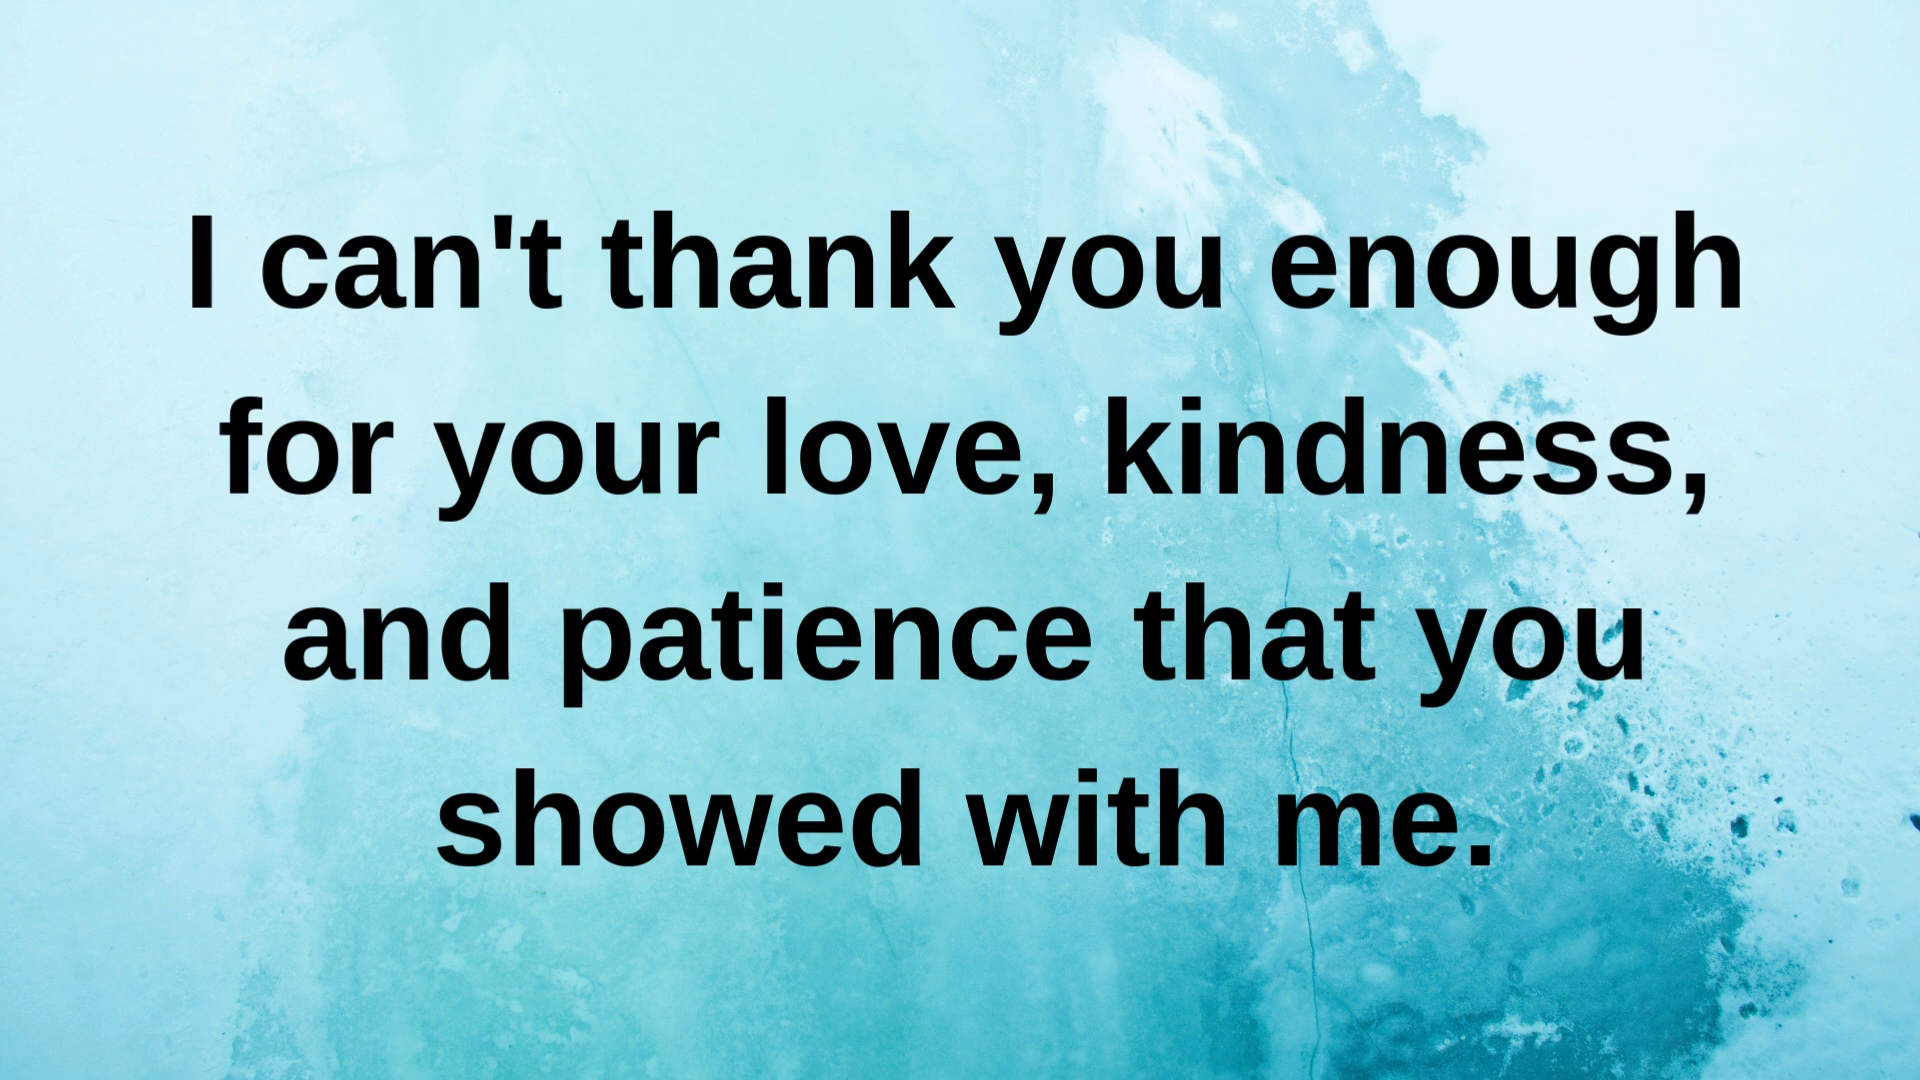 I can't thank you enough
for your love, kindness,
and patience that you
showed with me.